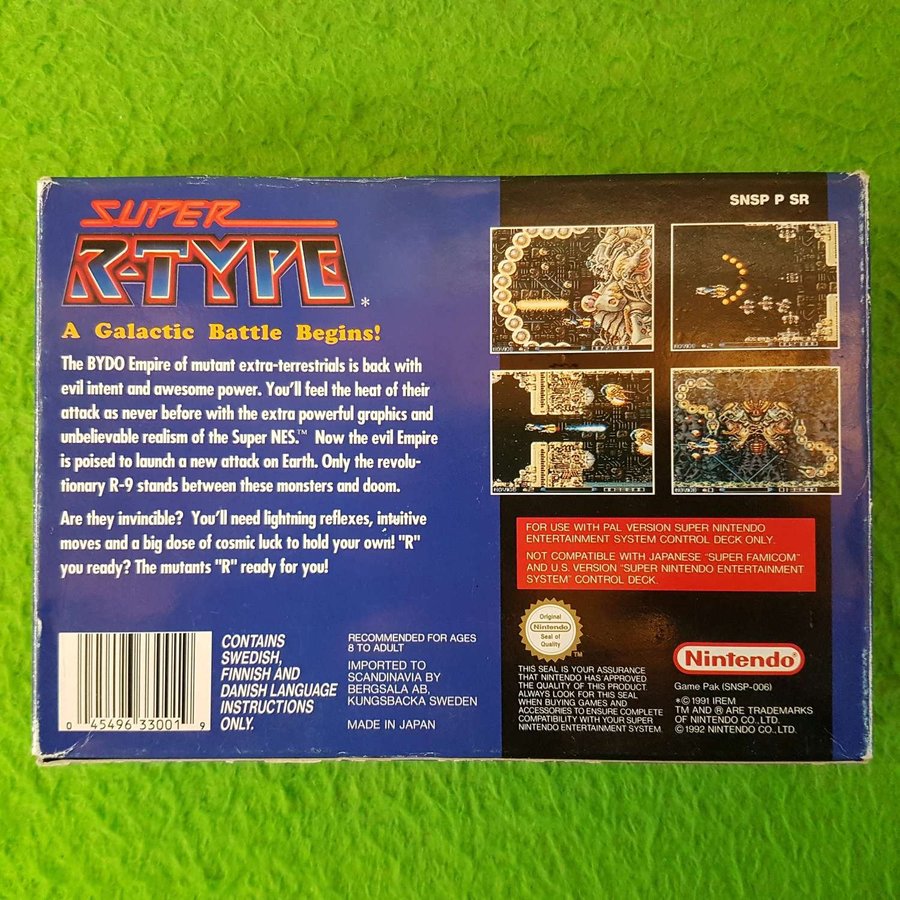 SUPER
R-TYPE*
A Galactic Battle Begins!
The BYDO Empire of mutant extra-terrestrials is back with
evil intent and awesome power. You'll feel the heat of their
attack as never before with the extra powerful graphics and
unbelievable realism of the Super NES.™ Now the evil Empire
is poised to launch a new attack on Earth. Only the revolu-
tionary R-9 stands between these monsters and doom.
Are they invincible? You'll need lightning reflexes, intuitive
moves and a big dose of cosmic luck to hold your own! "R"
you ready? The mutants "R" ready for you!
0 45496 33001 9
CONTAINS
SWEDISH,
FINNISH AND
DANISH LANGUAGE
INSTRUCTIONS
ONLY.
RECOMMENDED FOR AGES
8 TO ADULT
IMPORTED TO
SCANDINAVIA BY
BERGSALA AB,
KUNGSBACKA SWEDEN
MADE IN JAPAN
SNSP P SR
FOR USE WITH PAL VERSION SUPER NINTENDO
ENTERTAINMENT SYSTEM CONTROL DECK ONLY.
NOT COMPATIBLE WITH JAPANESE "SUPER FAMICOM"
AND U.S. VERSION "SUPER NINTENDO ENTERTAINMENT
SYSTEM" CONTROL DECK.
Original
Nintendo
Seal of
Quality
TM
THIS SEAL IS YOUR ASSURANCE
THAT NINTENDO HAS APPROVED
THE QUALITY OF THIS PRODUCT.
ALWAYS LOOK FOR THIS SEAL
WHEN BUYING GAMES AND
ACCESSORIES TO ENSURE COMPLETE
COMPATIBILITY WITH YOUR SUPER
NINTENDO ENTERTAINMENT SYSTEM
Nintendo®
Game Pak (SNSP-006)
*©1991 IREM
TM AND ® ARE TRADEMARKS
OF NINTENDO CO., LTD.
©1992 NINTENDO CO., LTD.